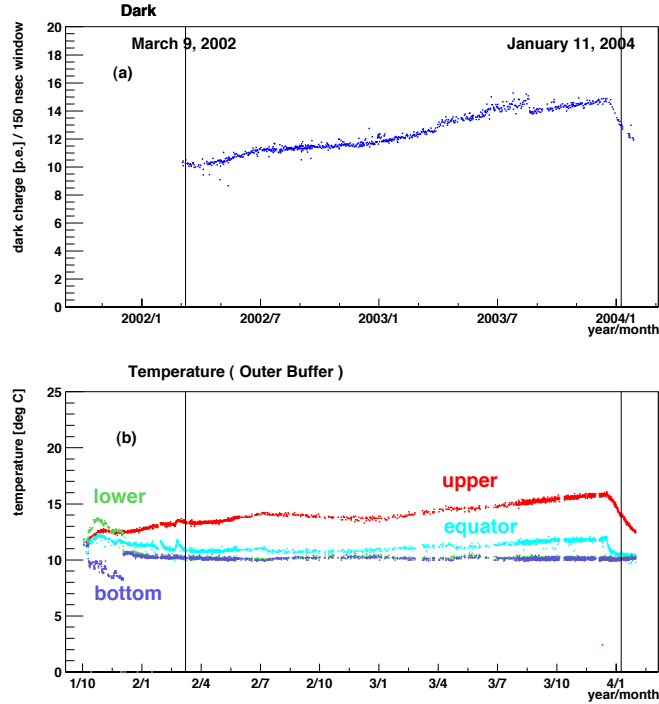 Dark
March 9, 2002 January 11, 2004
(a)
dark charge [p.e.] / 150 nsec window
20
18
16
14
12
10
8
6
4
2
0
2002/1 2002/7 2003/1 2003/7 2004/1
year/month
Temperature ( Outer Buffer )
(b)
temperature [deg C]
25
20
15
10
5
0
lower
upper
equator
bottom
1/10 2/1 2/4 2/7 2/10 3/1 3/4 3/7 3/10 4/1
year/month